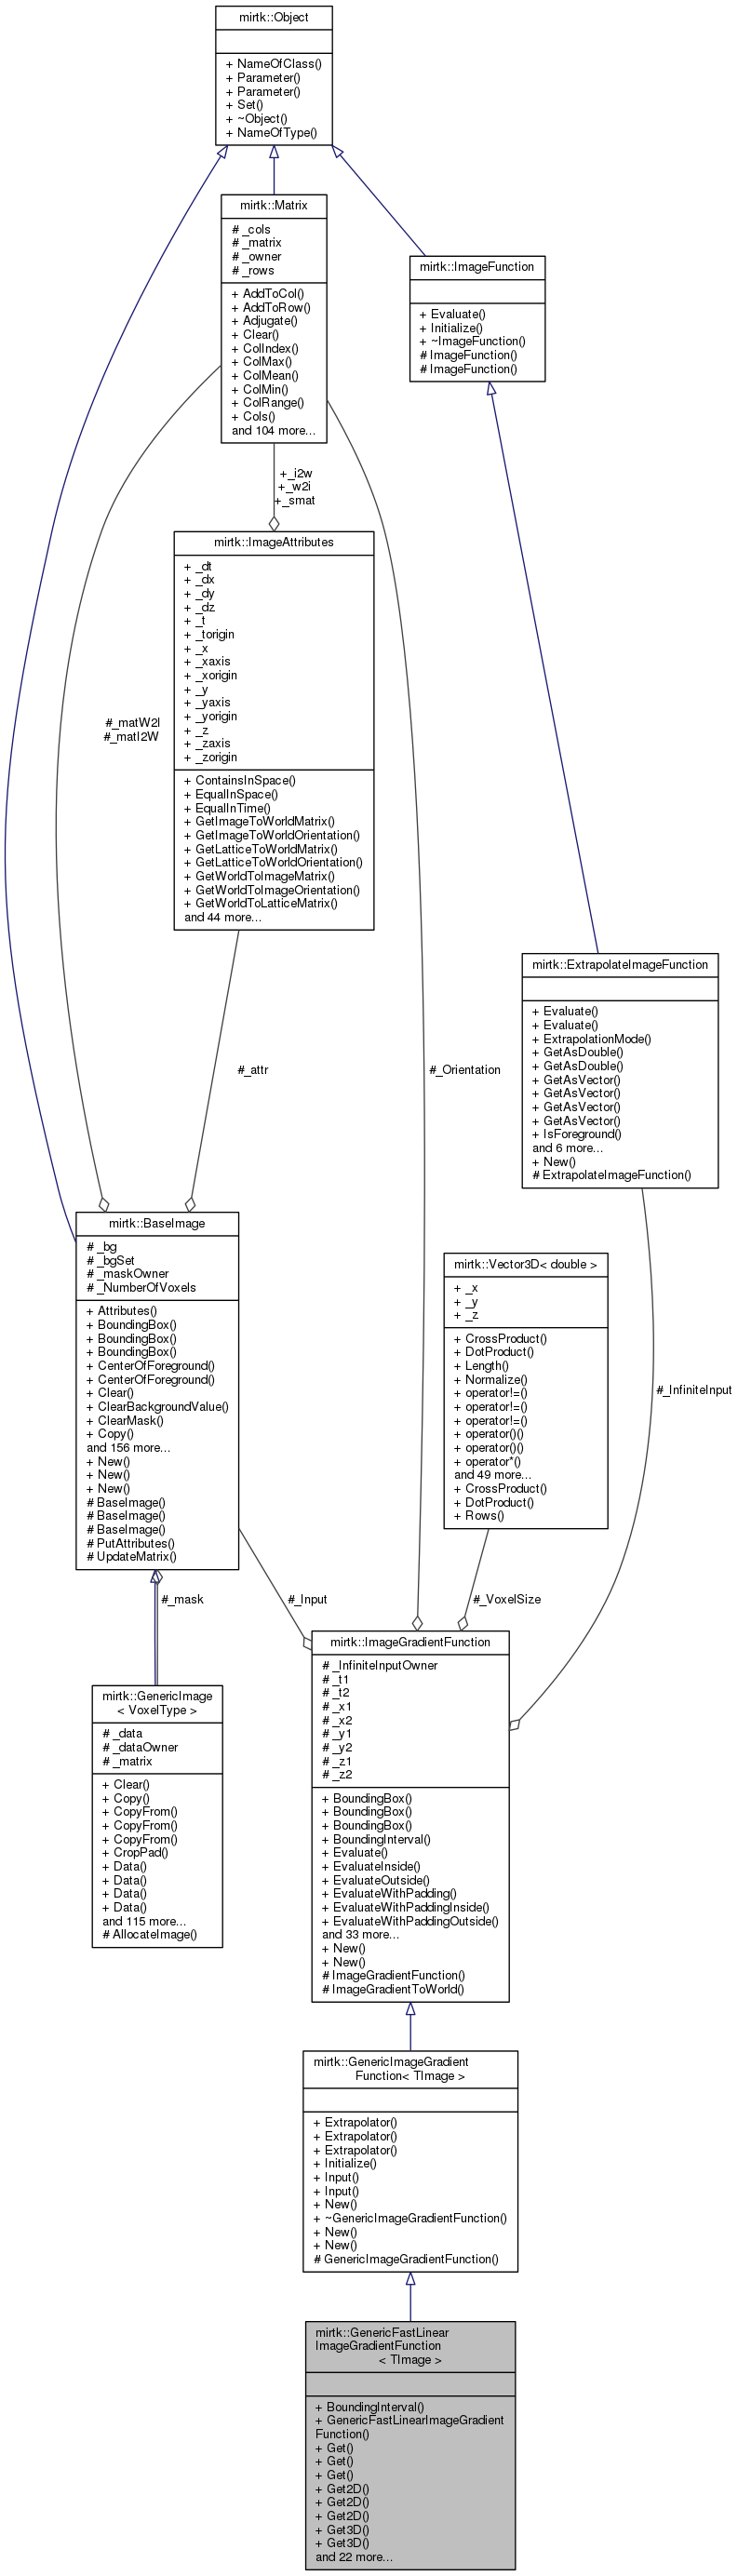 mirtk::Object
+ NameOfClass()
+ Parameter()
+ Parameter()
+ Set()
+ ~Object()
+ NameOfType()
mirtk::Matrix
# _cols
# _matrix
# _owner
# _rows
+ AddToCol()
+ AddToRow()
+ Adjugate()
+ Clear()
+ ColIndex()
+ ColMax()
+ ColMean()
+ ColMin()
+ ColRange()
+ Cols()
and 104 more...
mirtk::ImageFunction
+ Evaluate()
+ Initialize()
+ ~ImageFunction()
# ImageFunction()
# ImageFunction()
+_i2w
+_w2i
+_smat
mirtk::ImageAttributes
+ _dt
+ _dx
+ _dy
+ _dz
+ _t
+ _torigin
+ _x
+ _xaxis
+ _xorigin
+ _y
+ _yaxis
+ _yorigin
+ _z
+ _zaxis
+ _zorigin
+ ContainsInSpace()
+ EqualInSpace()
+ EqualInTime()
+ GetImageToWorldMatrix()
+ GetImageToWorldOrientation()
+ GetLatticeToWorldMatrix()
+ GetLatticeToWorldOrientation()
+ GetWorldToImageMatrix()
+ GetWorldToImageOrientation()
+ GetWorldToLatticeMatrix()
and 44 more...
#_matW2I
#_matI2W
mirtk::ExtrapolateImageFunction
+ Evaluate()
+ Evaluate()
+ ExtrapolationMode()
+ GetAsDouble()
+ GetAsDouble()
+ GetAsVector()
+ GetAsVector()
+ GetAsVector()
+ GetAsVector()
+ IsForeground()
and 6 more...
+ New()
# ExtrapolateImageFunction()
#_attr
#_Orientation
mirtk::BaseImage
# _bg
# _bgSet
# _maskOwner
# _NumberOfVoxels
+ Attributes()
+ BoundingBox()
+ BoundingBox()
+ BoundingBox()
+ CenterOfForeground()
+ CenterOfForeground()
+ Clear()
+ ClearBackgroundValue()
+ ClearMask()
+ Copy()
and 156 more...
+ New()
+ New()
+ New()
# BaseImage()
# BaseImage()
# BaseImage()
# PutAttributes()
# UpdateMatrix()
mirtk::Vector3D< double >
+ _x
+ _y
+ _z
+ CrossProduct()
+ DotProduct()
+ Length()
+ Normalize()
+ operator!=()
+ operator!=()
+ operator!=()
+ operator()()
+ operator()()
+ operator*()
and 49 more...
+ CrossProduct()
+ DotProduct()
+ Rows()
#_InfiniteInput
#_mask
#_Input
#_VoxelSize
mirtk::GenericImage
< VoxelType >
# _data
# _dataOwner
# _matrix
+ Clear()
+ Copy()
+ CopyFrom()
+ CopyFrom()
+ CopyFrom()
+ CropPad()
+ Data()
+ Data()
+ Data()
+ Data()
and 115 more...
# AllocateImage()
mirtk::ImageGradientFunction
# _InfiniteInputOwner
# _t1
# _t2
# _x1
# _x2
# _y1
# _y2
# _z1
# _z2
+ BoundingBox()
+ BoundingBox()
+ BoundingBox()
+ BoundingInterval()
+ Evaluate()
+ EvaluateInside()
+ EvaluateOutside()
+ EvaluateWithPadding()
+ EvaluateWithPaddingInside()
+ EvaluateWithPaddingOutside()
and 33 more...
+ New()
+ New()
# ImageGradientFunction()
# ImageGradientToWorld()
mirtk::GenericImageGradient
Function< TImage >
+ Extrapolator()
+ Extrapolator()
+ Extrapolator()
+ Initialize()
+ Input()
+ Input()
+ New()
+ ~GenericImageGradientFunction()
+ New()
+ New()
# GenericImageGradientFunction()
mirtk::GenericFastLinear
ImageGradientFunction
< TImage >
+ BoundingInterval()
+ GenericFastLinearImageGradient
Function()
+ Get()
+ Get()
+ Get()
+ Get2D()
+ Get2D()
+ Get2D()
+ Get3D()
+ Get3D()
and 22 more...